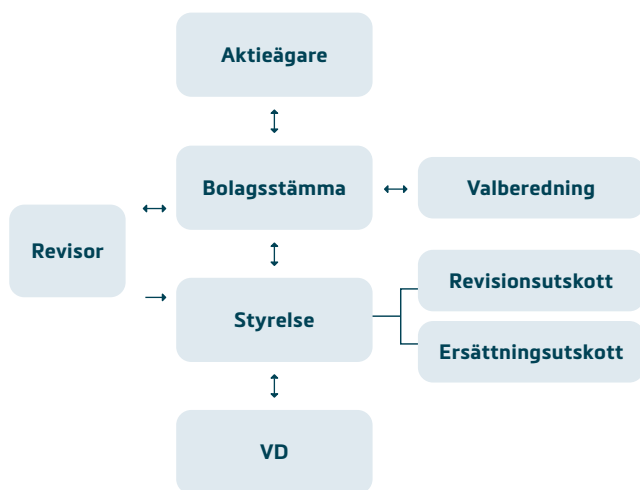 Aktieägare
Bolagsstämma
Valberedning
Revisor
Revisionsutskott
Styrelse
Ersättningsutskott
VD